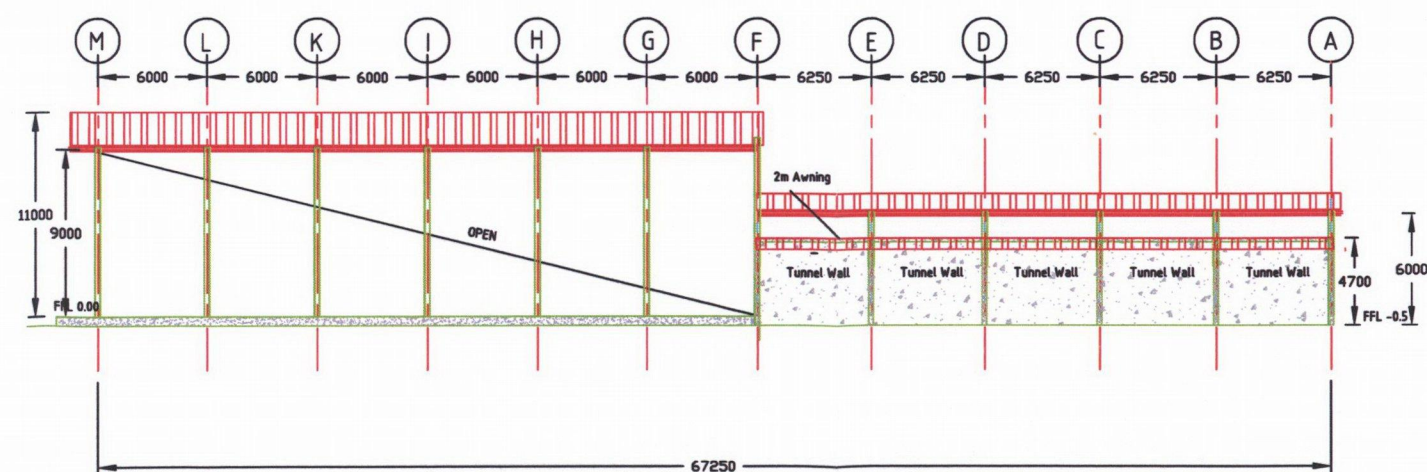 M L K I H G F E D C B A
6000 6000 6000 6000 6000 6000 6250 6250 6250 6250 6250
2m Awning
11000
9000
OPEN
Tunnel Wall Tunnel Wall Tunnel Wall Tunnel Wall Tunnel Wall
4700
6000
FFL 0.00
FFL -0.5
67250